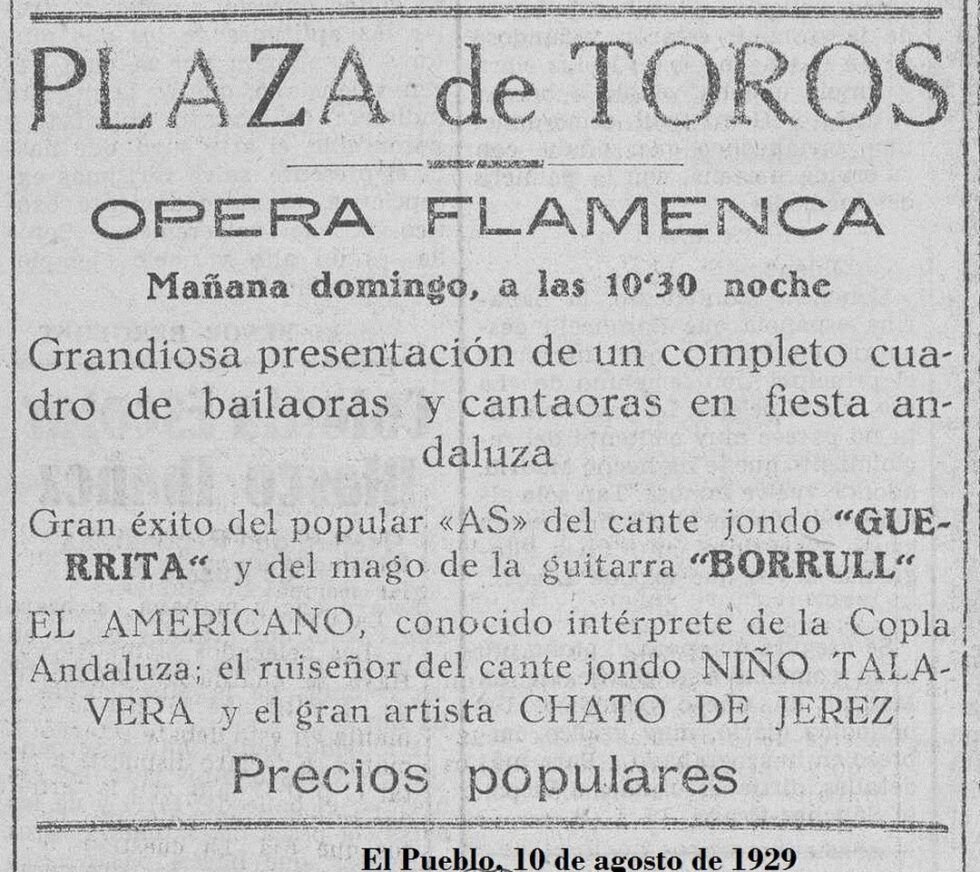 PLAZA de TOROS
OPERA FLAMENCA
Mañana domingo, a las 10'30 noche
Grandiosa presentación de un completo cua-
dro de bailaoras y cantaoras en fiesta an-
daluza
Gran éxito del popular «AS» del cante jondo “GUE-
RRITA“ y del mago de la guitarra “BORRULL“
EL AMERICANO, conocido intérprete de la Copla
Andaluza; el ruiseñor del cante jondo NIÑO TALA-
VERA y el gran artista CHATO DE JEREZ
Precios populares
El Pueblo, 10 de agosto de 1929